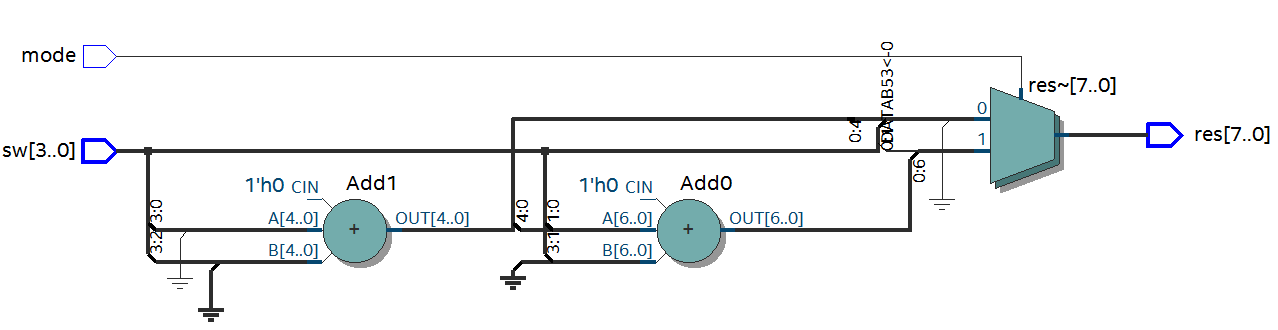 mode
res~[7..0]
0
1
0:4
DATAB53<-0
sw[3..0]
res[7..0]
1'h0 CIN
Add1
1'h0 CIN
Add0
0:6
3:0
A[4..0]
OUT[4..0]
4:0
1:0
A[6..0]
OUT[6..0]
3:2
B[4..0]
3:1
B[6..0]
+
+